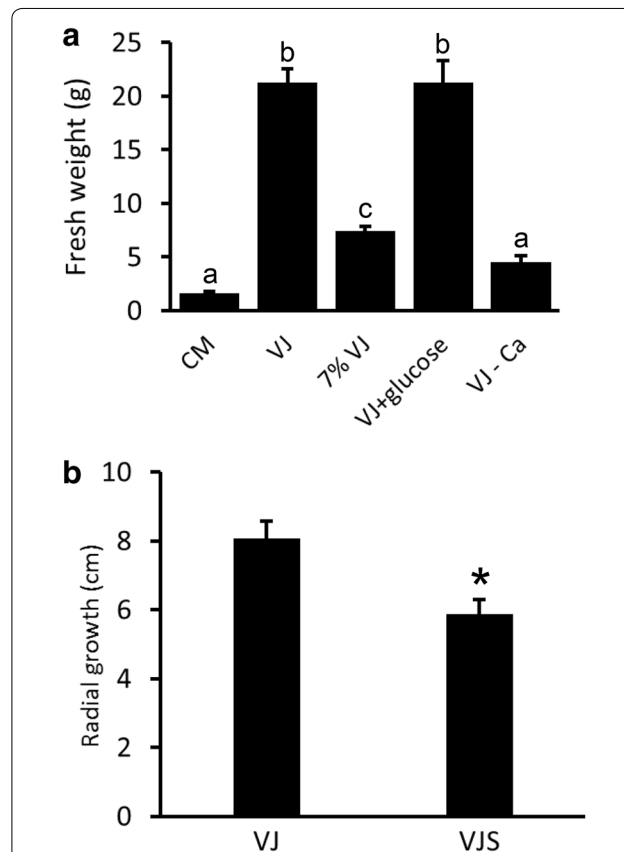 a
Fresh weight (g)
25
20
15
10
5
0
a
b
c
b
a
CM
VJ
7% VJ
VJ+glucose
VJ - Ca
b
Radial growth (cm)
10
8
6
4
2
0
*
VJ
VJS